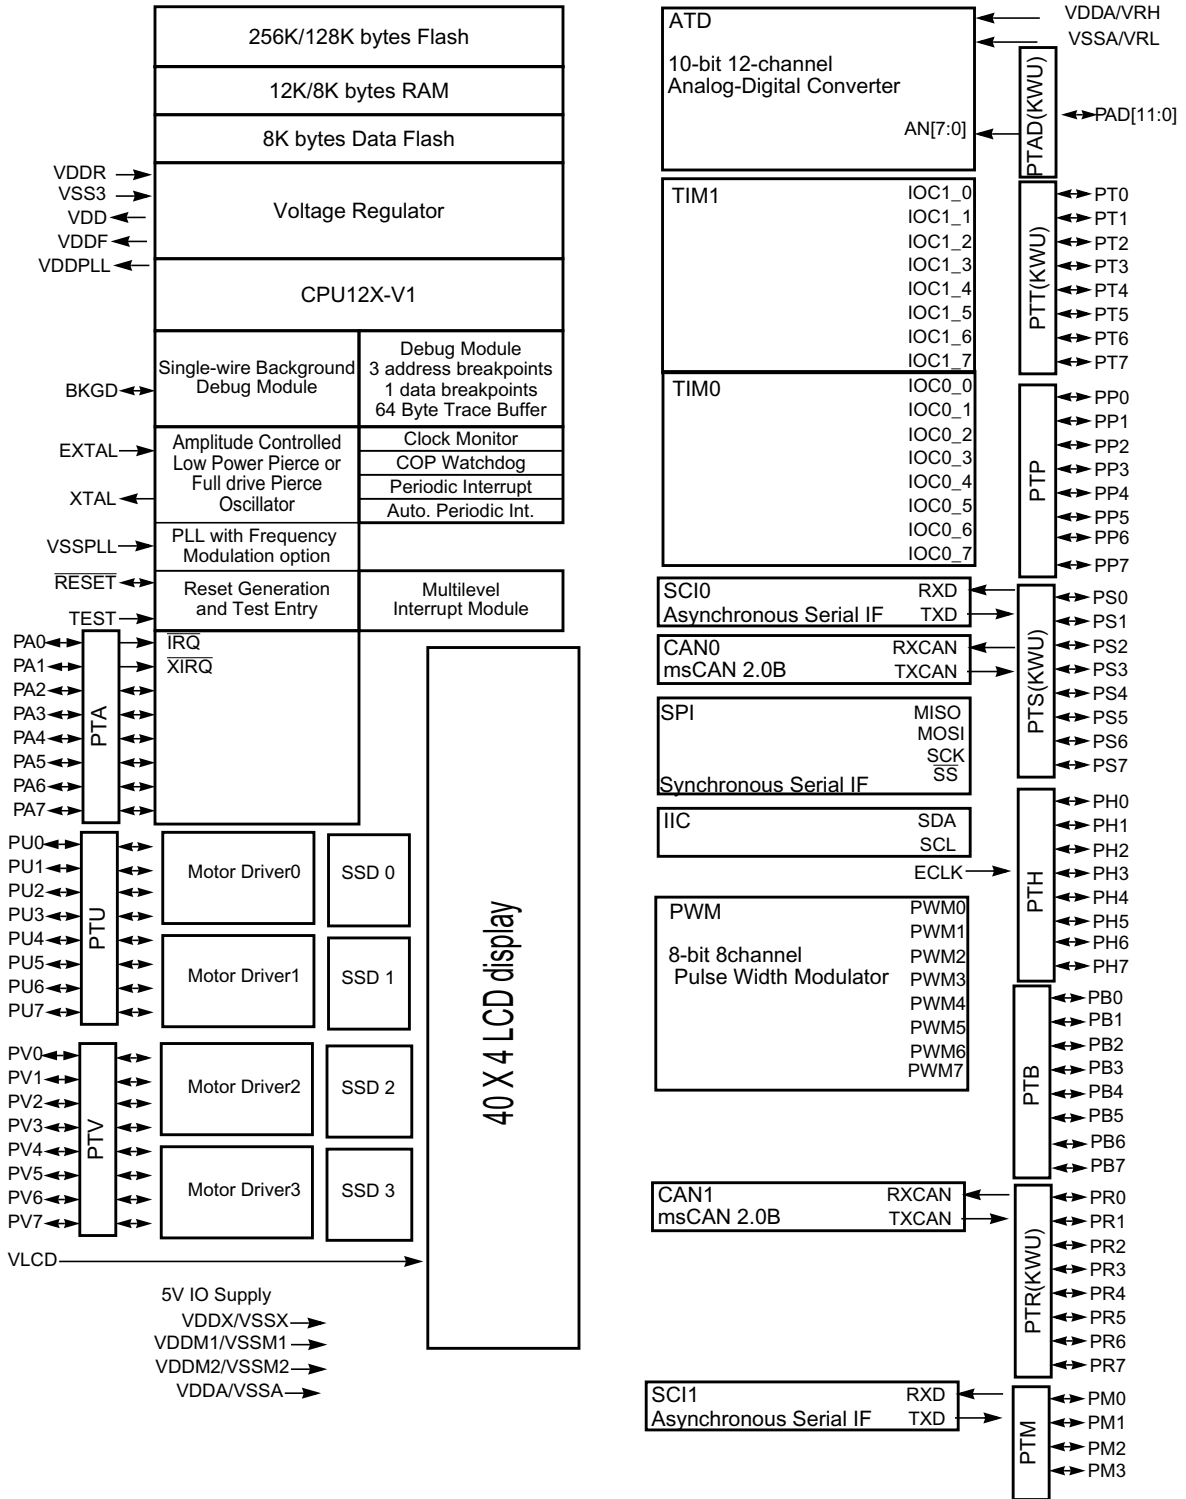 256K/128K bytes Flash
12K/8K bytes RAM
8K bytes Data Flash
VDDR
VSS3
VDD
VDDF
VDDPLL
Voltage Regulator
CPU12X-V1
BKGD
Single-wire Background
Debug Module
Debug Module
3 address breakpoints
1 data breakpoints
64 Byte Trace Buffer
EXTAL
XTAL
Amplitude Controlled
Low Power Pierce or
Full drive Pierce
Oscillator
Clock Monitor
COP Watchdog
Periodic Interrupt
Auto. Periodic Int.
VSSPLL
PLL with Frequency
Modulation option
RESET
TEST
Reset Generation
and Test Entry
Multilevel
Interrupt Module
PA0
PA1
PA2
PA3
PA4
PA5
PA6
PA7
PTA
IRQ
XIRQ
PU0
PU1
PU2
PU3
PU4
PU5
PU6
PU7
PTU
Motor Driver0
SSD 0
Motor Driver1
SSD 1
PV0
PV1
PV2
PV3
PV4
PV5
PV6
PV7
PTV
Motor Driver2
SSD 2
Motor Driver3
SSD 3
40 X 4 LCD display
VLCD
5V IO Supply
VDDX/VSSX
VDDM1/VSSM1
VDDM2/VSSM2
VDDA/VSSA
ATD
10-bit 12-channel
Analog-Digital Converter
AN[7:0]
VDDA/VRH
VSSA/VRL
PTAD(KWU)
PAD[11:0]
TIM1
IOC1_0
IOC1_1
IOC1_2
IOC1_3
IOC1_4
IOC1_5
IOC1_6
IOC1_7
PTT(KWU)
PT0
PT1
PT2
PT3
PT4
PT5
PT6
PT7
TIM0
IOC0_0
IOC0_1
IOC0_2
IOC0_3
IOC0_4
IOC0_5
IOC0_6
IOC0_7
PTP
PP0
PP1
PP2
PP3
PP4
PP5
PP6
PP7
SCI0
Asynchronous Serial IF
RXD
TXD
CAN0
msCAN 2.0B
RXCAN
TXCAN
SPI
Synchronous Serial IF
MISO
MOSI
SCK
SS
PTS(KWU)
PS0
PS1
PS2
PS3
PS4
PS5
PS6
PS7
IIC
SDA
SCL
ECLK
PTH
PH0
PH1
PH2
PH3
PH4
PH5
PH6
PH7
PWM
8-bit 8channel
Pulse Width Modulator
PWM0
PWM1
PWM2
PWM3
PWM4
PWM5
PWM6
PWM7
PTB
PB0
PB1
PB2
PB3
PB4
PB5
PB6
PB7
CAN1
msCAN 2.0B
RXCAN
TXCAN
PTR(KWU)
PR0
PR1
PR2
PR3
PR4
PR5
PR6
PR7
SCI1
Asynchronous Serial IF
RXD
TXD
PTM
PM0
PM1
PM2
PM3